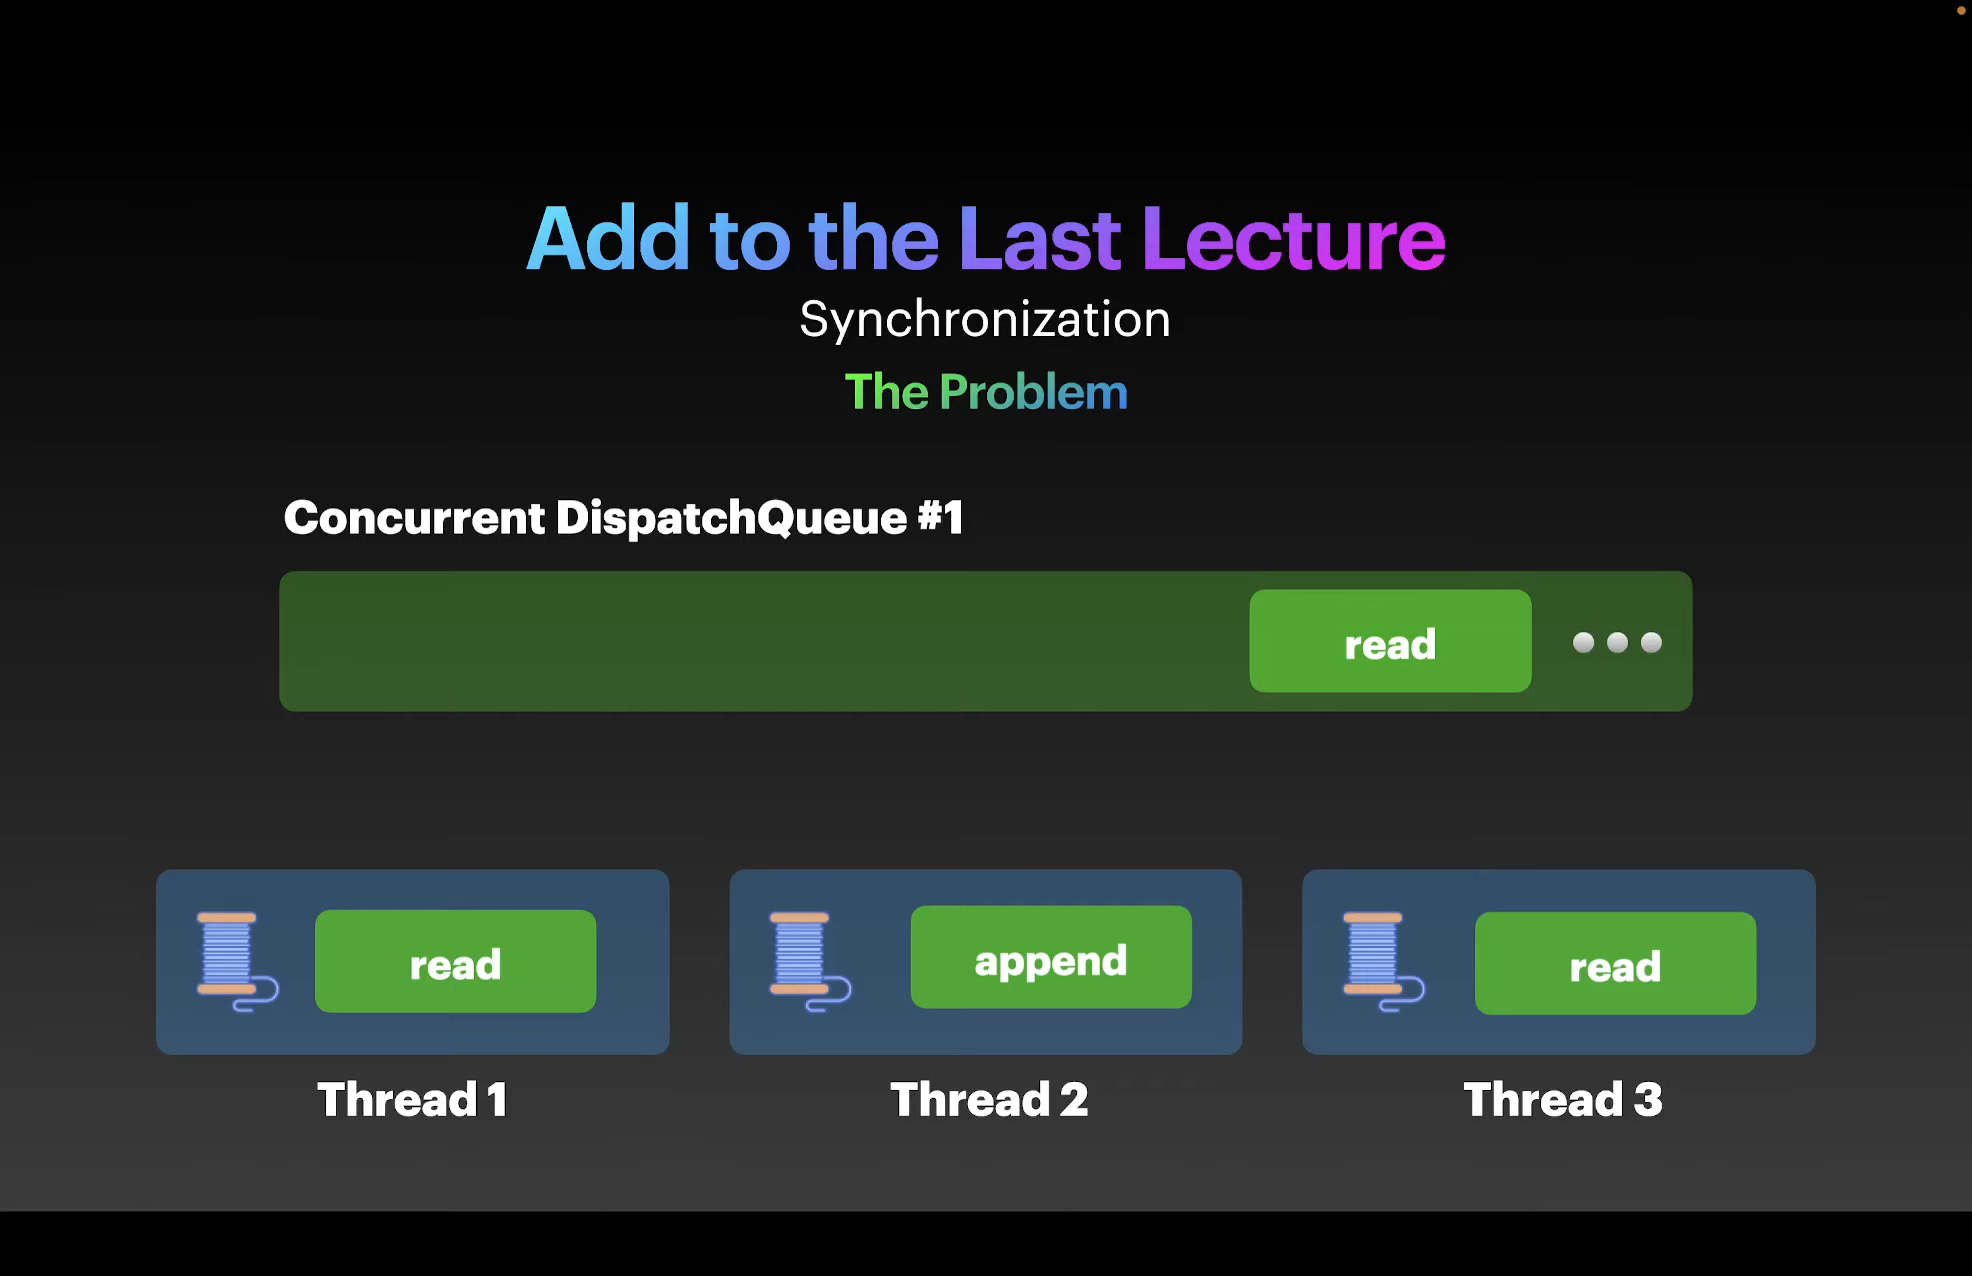 Add to the Last Lecture
Synchronization
The Problem
Concurrent DispatchQueue #1
read
read
append
read
Thread 1
Thread 2
Thread 3